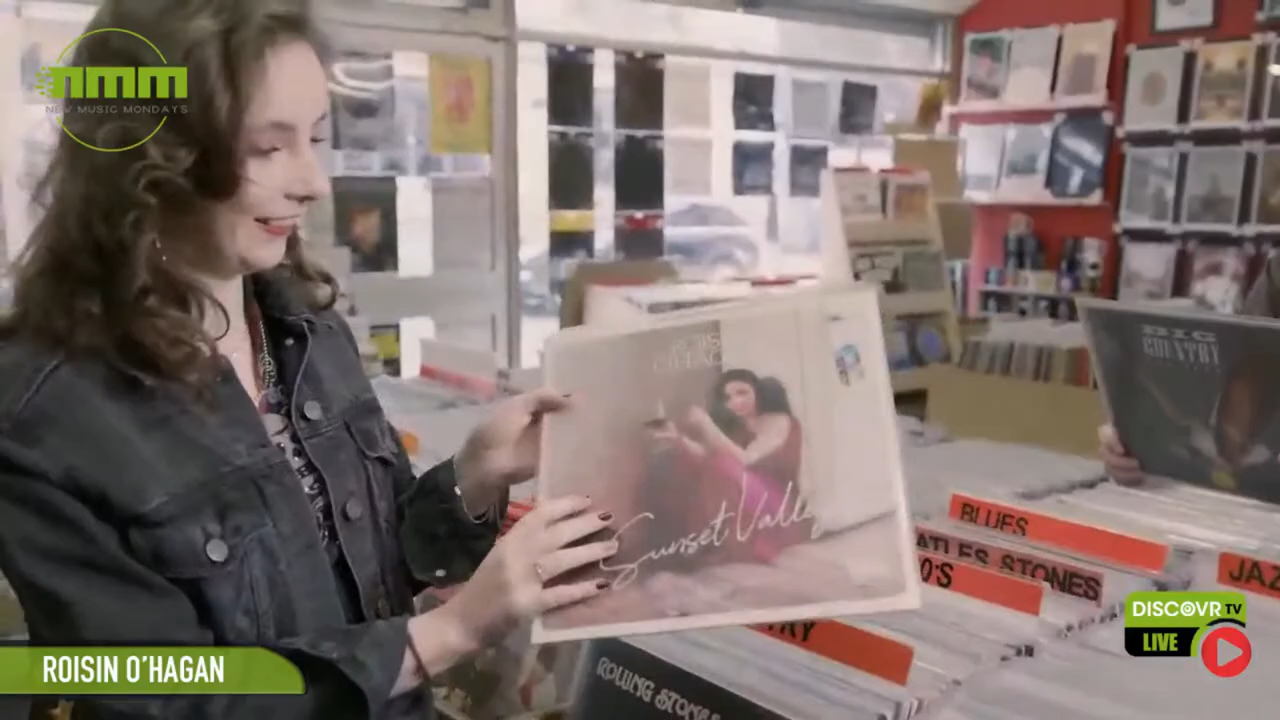 nmm
NEW MUSIC MONDAYS
BIG
COUNTRY
Sunset Valley
BLUES
STONES
0'S
JAZ
RY
ROLLING STONES
DISCOVR TV
LIVE
ROISIN O'HAGAN